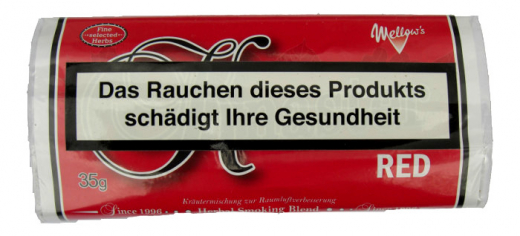 Fine
selected
Herbs
Mellow's
Das Rauchen dieses Produkts
schädigt Ihre Gesundheit
RED
35g
Kräutermischung zur Raumluftverbesserung
Since 1996 • • Herbal Smoking Blend • •